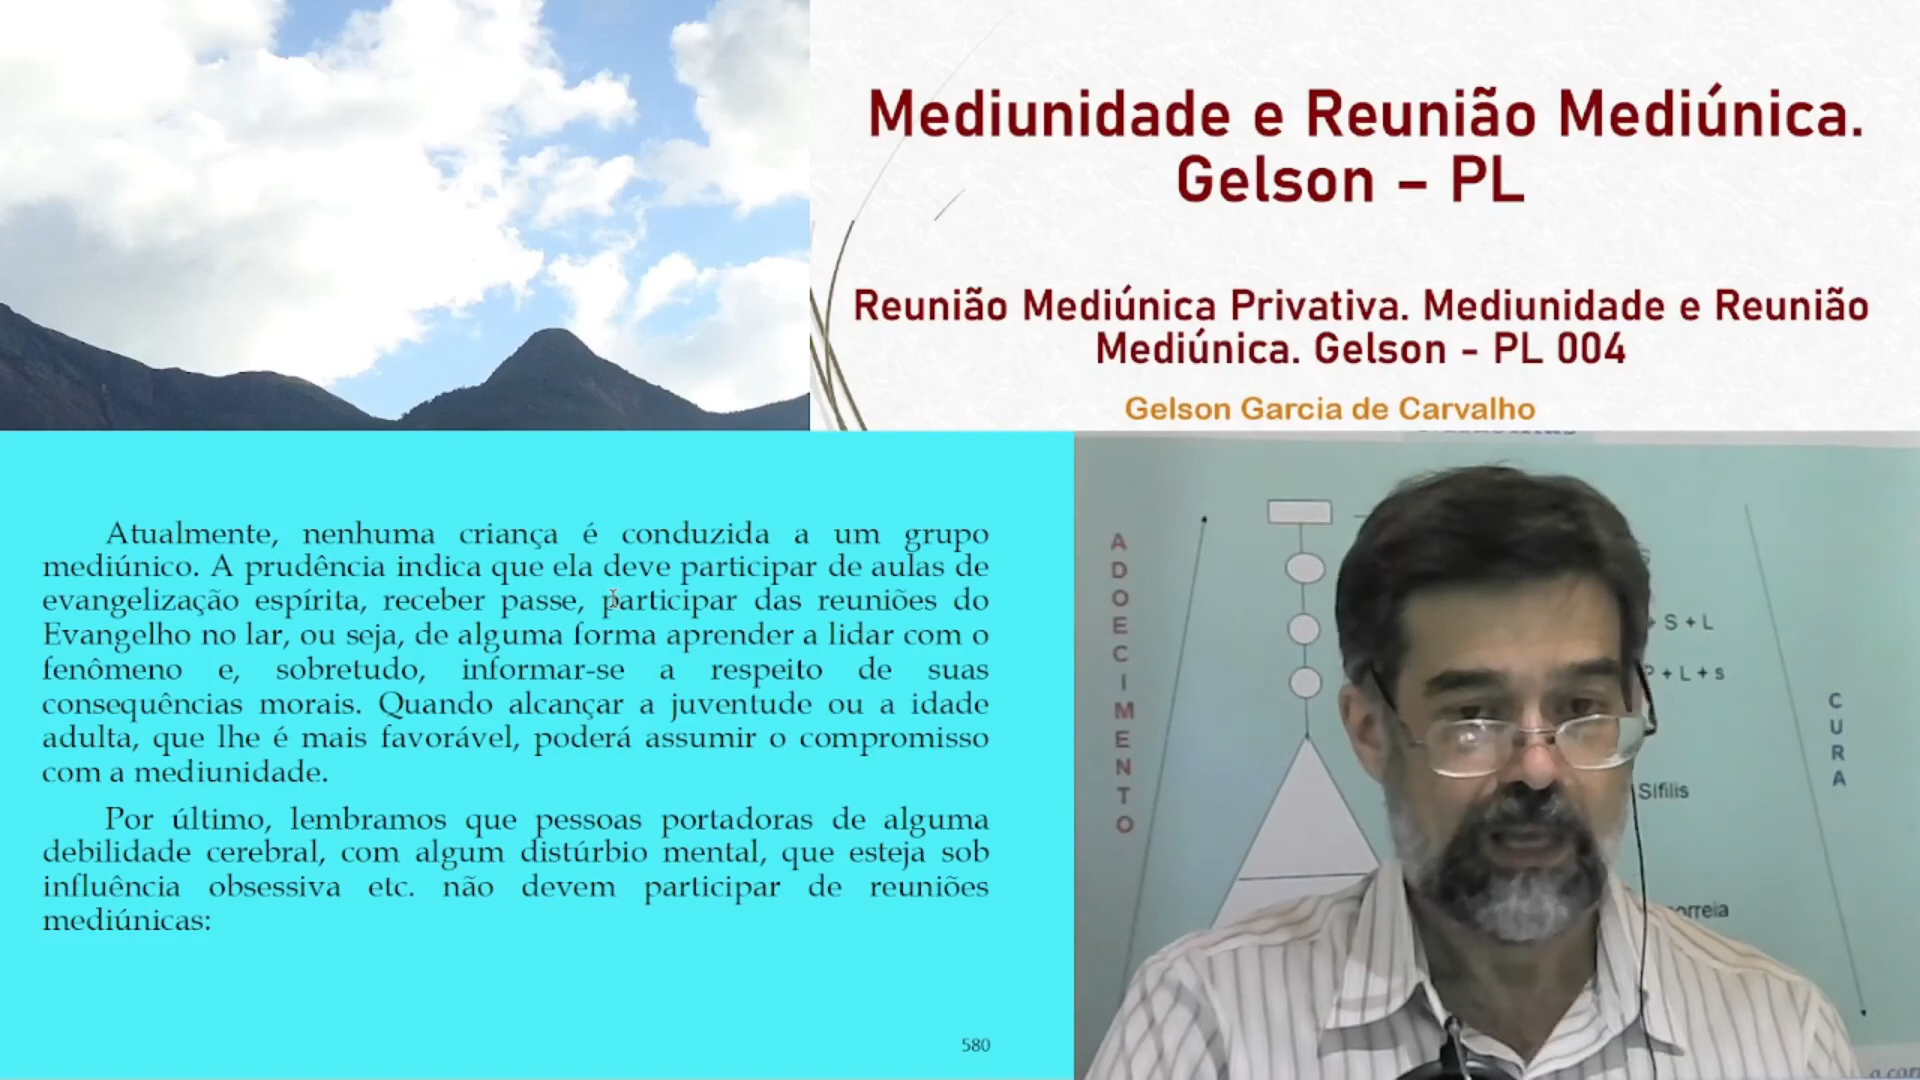 Mediunidade e Reunião Mediúnica.
Gelson – PL
Reunião Mediúnica Privativa. Mediunidade e Reunião
Mediúnica. Gelson - PL 004
Gelson Garcia de Carvalho
Atualmente, nenhuma criança é conduzida a um grupo
mediúnico. A prudência indica que ela deve participar de aulas de
evangelização espírita, receber passe, participar das reuniões do
Evangelho no lar, ou seja, de alguma forma aprender a lidar com o
fenômeno e, sobretudo, informar-se a respeito de suas
consequências morais. Quando alcançar a juventude ou a idade
adulta, que lhe é mais favorável, poderá assumir o compromisso
com a mediunidade.
Por último, lembramos que pessoas portadoras de alguma
debilidade cerebral, com algum distúrbio mental, que esteja sob
influência obsessiva etc. não devem participar de reuniões
mediúnicas:
580
ADOECIMENTO
+ S + L
P + L + s
Sífilis
orreia
CURA